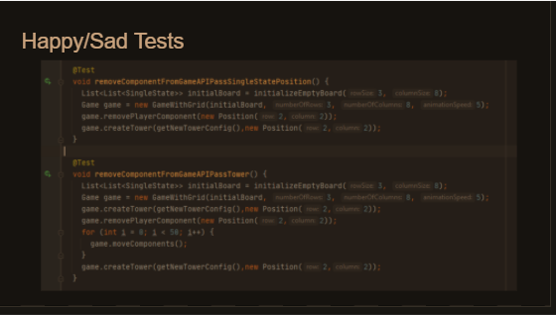 Happy/Sad Tests
@Test
void removeComponentFromGameAPIPassSingleStatePosition() {
List<List<SingleState>> initialBoard = initializeEmptyBoard( rowSize: 3, columnSize: 8);
Game game = new GameWithGrid(initialBoard, numberOfRows: 3, numberOfColumns: 8, animationSpeed: 5);
game.removePlayerComponent(new Position( row: 2, column: 2));
game.createTower(getNewTowerConfig(),new Position( row: 2, column: 2));
}
@Test
void removeComponentFromGameAPIPassTower() {
List<List<SingleState>> initialBoard = initializeEmptyBoard( rowSize: 3, columnSize: 8);
Game game = new GameWithGrid(initialBoard, numberOfRows: 3, numberOfColumns: 8, animationSpeed: 5);
game.createTower(getNewTowerConfig(),new Position( row: 2, column: 2));
game.removePlayerComponent(new Position( row: 2, column: 2));
for (int i = 0; i < 50; i++) {
game.moveComponents();
}
game.createTower(getNewTowerConfig(),new Position( row: 2, column: 2));
}